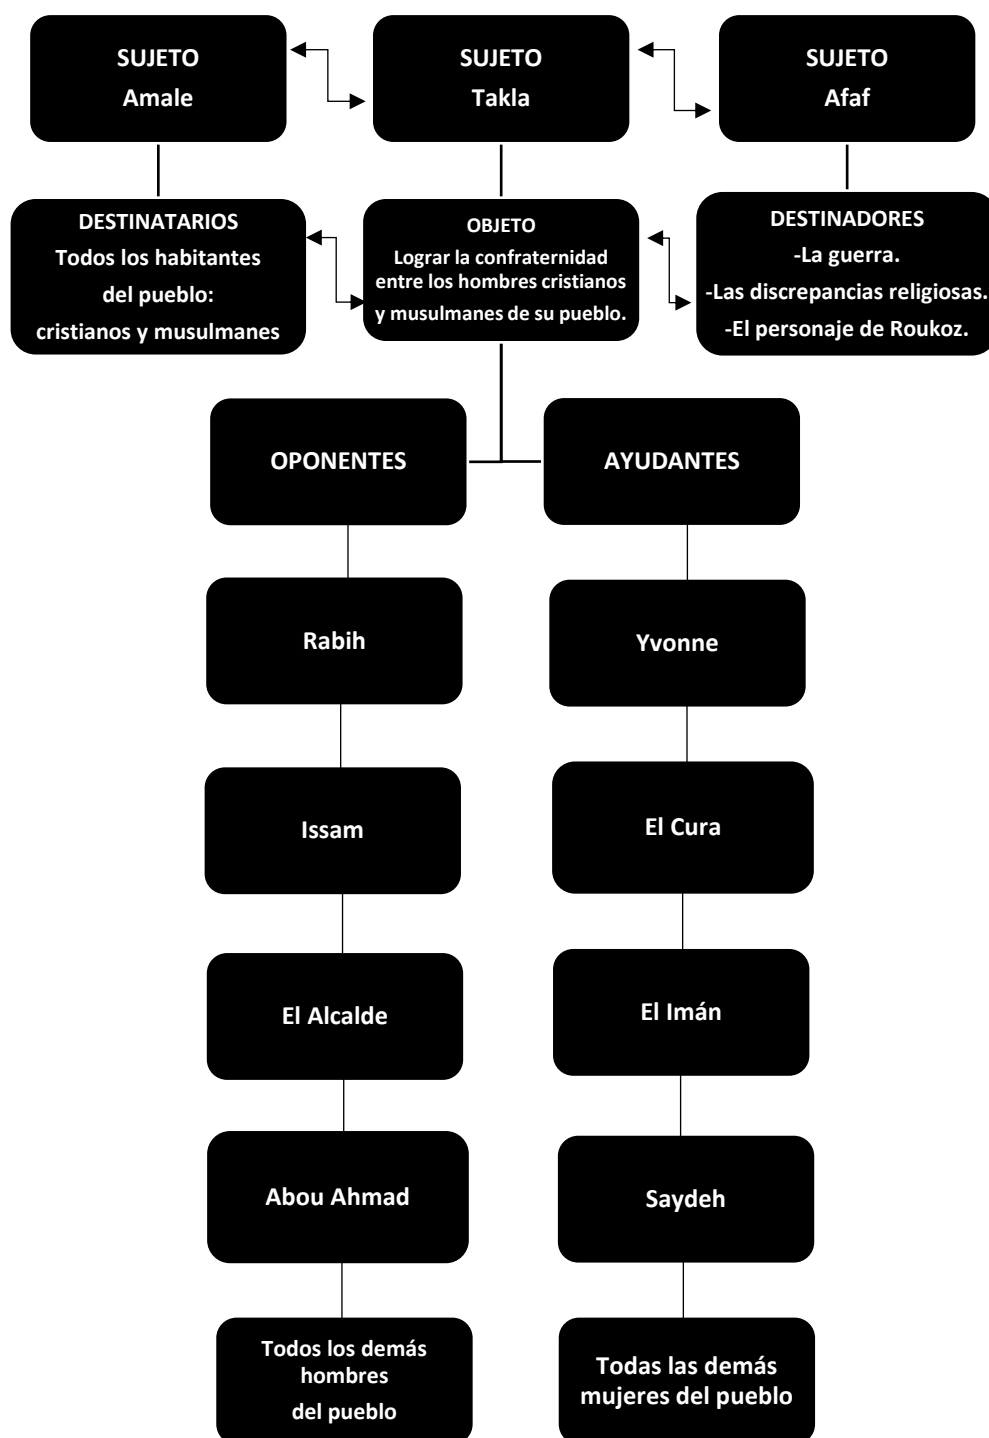 SUJETO
Amale
SUJETO
Takla
SUJETO
Afaf
DESTINATARIOS
Todos los habitantes
del pueblo:
cristianos y musulmanes
OBJETO
Lograr la confraternidad
entre los hombres cristianos
y musulmanes de su pueblo.
DESTINADORES
-La guerra.
-Las discrepancias religiosas.
-El personaje de Roukoz.
OPONENTES
AYUDANTES
Rabih
Yvonne
Issam
El Cura
El Alcalde
El Imán
Abou Ahmad
Saydeh
Todos los demás
hombres
del pueblo
Todas las demás
mujeres del pueblo